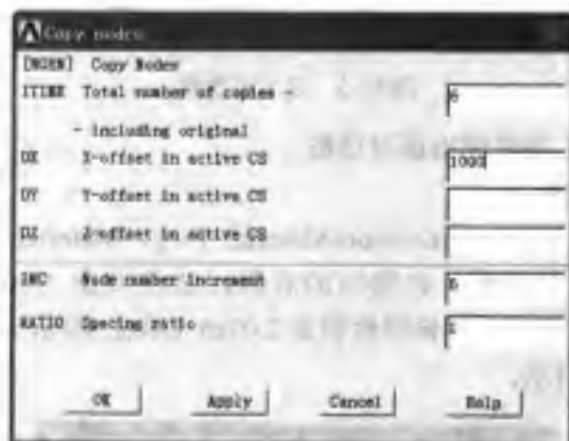 Copy nodes
[NGEN] Copy Nodes
ITIME Total number of copies - 6
- including original
DX X-offset in active CS 1000
DY Y-offset in active CS
DZ Z-offset in active CS
INC Node number increment
RATIO Spacing ratio
OK Apply Cancel Help